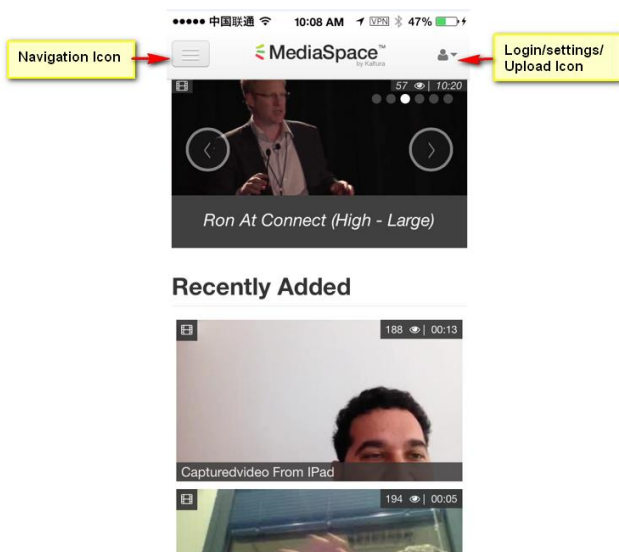 中国联通 10:08 AM VPN 47%
Navigation Icon
MediaSpace™
by Kaltura
Login/settings/
Upload Icon
57 | 10:20
Ron At Connect (High - Large)
Recently Added
188 | 00:13
Capturedvideo From IPad
194 | 00:05